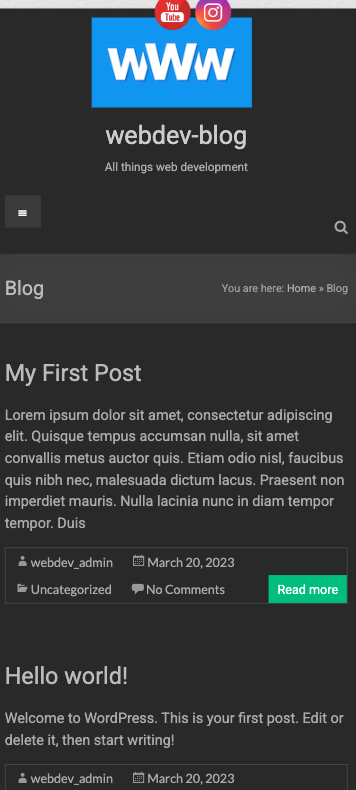 You
Tube
wWw
webdev-blog
All things web development
Blog
You are here: Home » Blog
My First Post
Lorem ipsum dolor sit amet, consectetur adipiscing
elit. Quisque tempus accumsan nulla, sit amet
convallis metus auctor quis. Etiam odio nisl, faucibus
quis nibh nec, malesuada dictum lacus. Praesent non
imperdiet mauris. Nulla lacinia nunc in diam tempor
tempor. Duis
webdev_admin March 20, 2023
Uncategorized No Comments Read more
Hello world!
Welcome to WordPress. This is your first post. Edit or
delete it, then start writing!
webdev_admin March 20, 2023